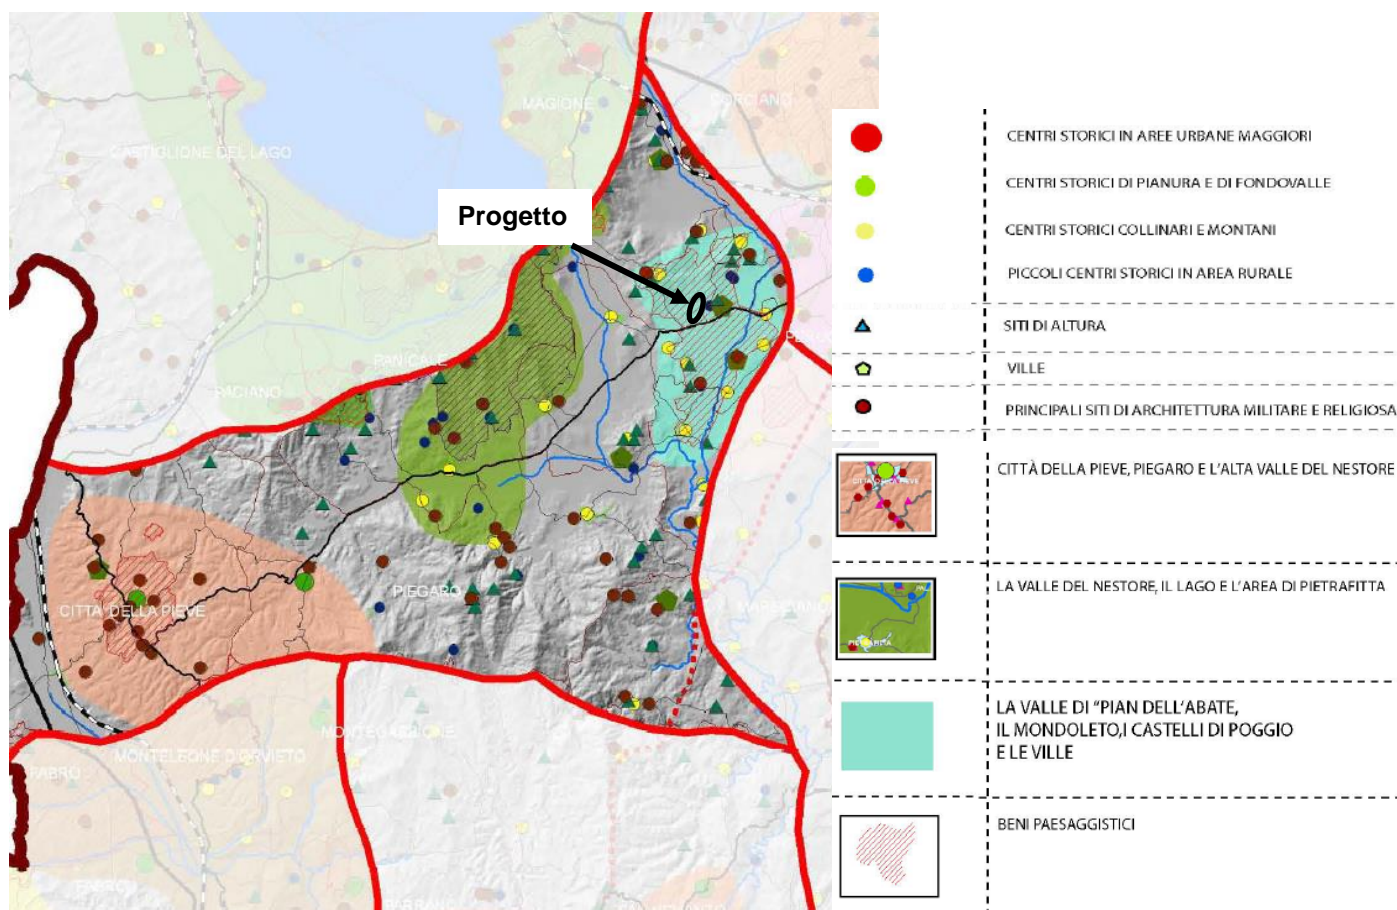 MAGIONE
CORCIANO
CASTIGLIONE DEL LAGO
Progetto
PANICALE
PACIANO
CITTÀ DELLA PIEVE
PIEGARO
MARSCIANO
MONTEGABBIONE
MONTELEONE D'ORVIETO
FABRO
PARRANO
CENTRI STORICI IN AREE URBANE MAGGIORI
CENTRI STORICI DI PIANURA E DI FONDOVALLE
CENTRI STORICI COLLINARI E MONTANI
PICCOLI CENTRI STORICI IN AREA RURALE
SITI DI ALTURA
VILLE
PRINCIPALI SITI DI ARCHITETTURA MILITARE E RELIGIOSA
CITTÀ DELLA PIEVE, PIEGARO E L'ALTA VALLE DEL NESTORE
LA VALLE DEL NESTORE, IL LAGO E L'AREA DI PIETRAFITTA
LA VALLE DI "PIAN DELL'ABATE,
IL MONDOLETO,I CASTELLI DI POGGIO
E LE VILLE
BENI PAESAGGISTICI